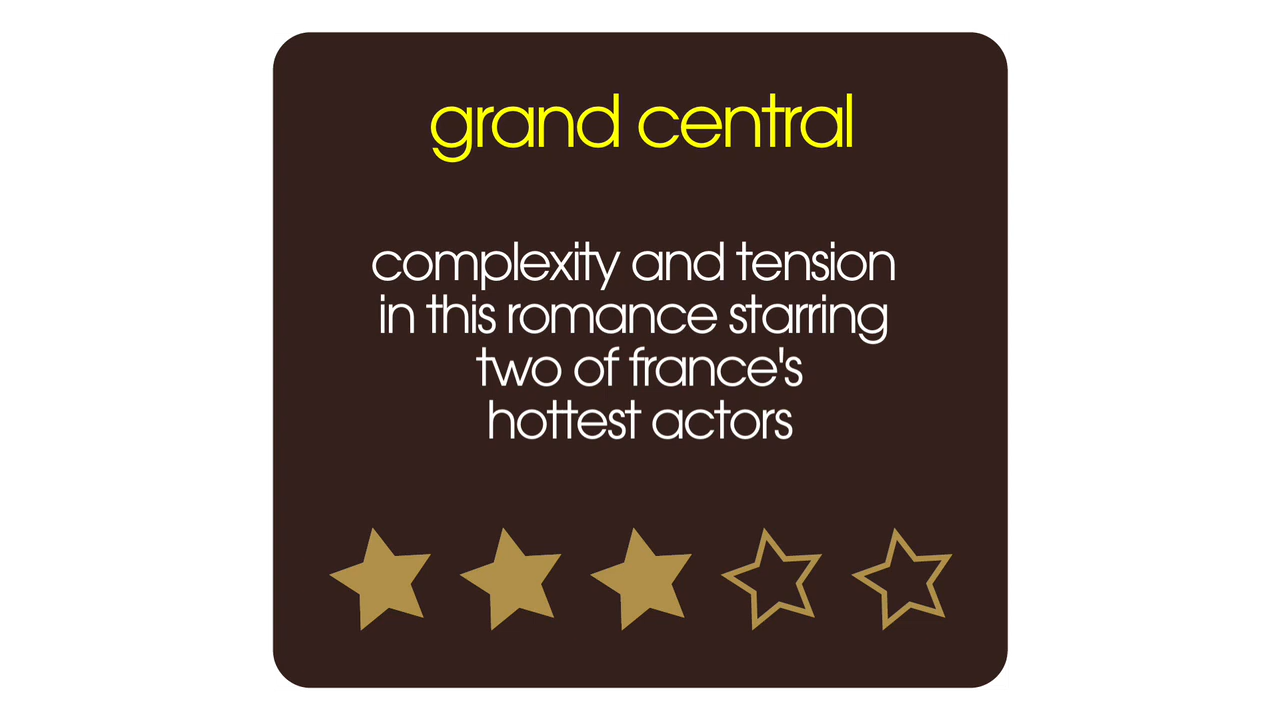 grand central
complexity and tension
in this romance starring
two of france's
hottest actors